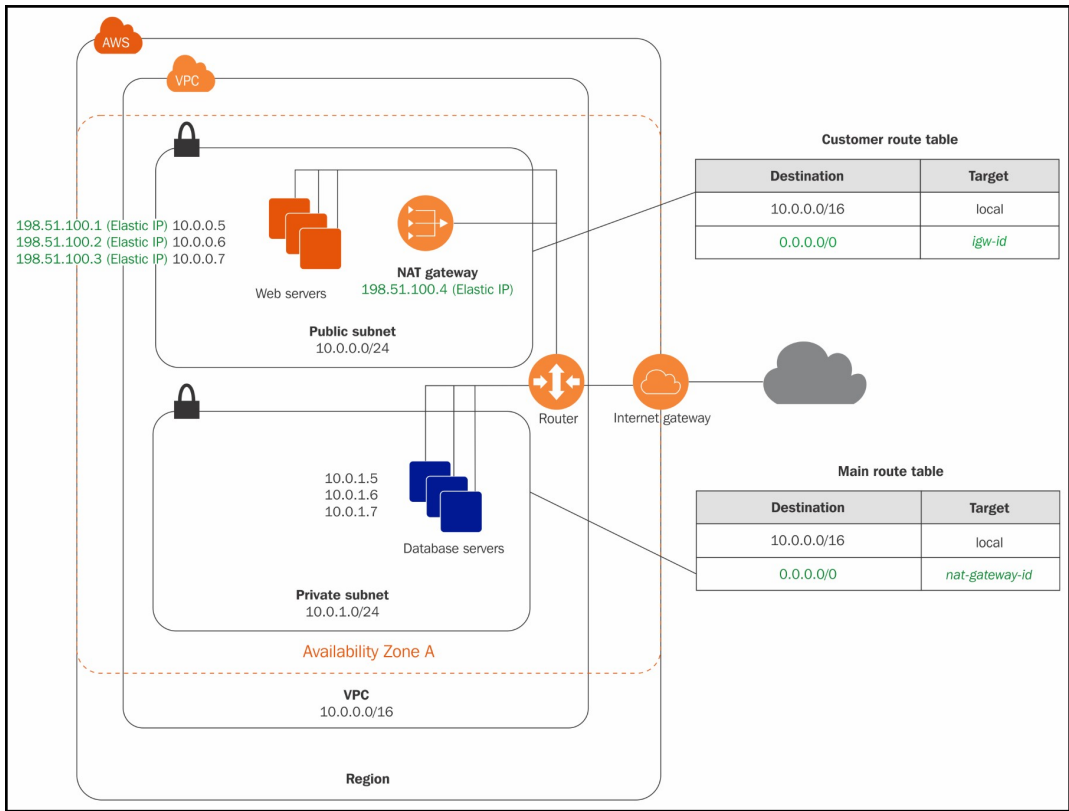 AWS
VPC
198.51.100.1 (Elastic IP) 10.0.0.5
198.51.100.2 (Elastic IP) 10.0.0.6
198.51.100.3 (Elastic IP) 10.0.0.7
Web servers
NAT gateway
198.51.100.4 (Elastic IP)
Public subnet
10.0.0.0/24
Customer route table
Destination Target
10.0.0.0/16 local
0.0.0.0/0 igw-id
Router
Internet gateway
10.0.1.5
10.0.1.6
10.0.1.7
Database servers
Private subnet
10.0.1.0/24
Main route table
Destination Target
10.0.0.0/16 local
0.0.0.0/0 nat-gateway-id
Availability Zone A
VPC
10.0.0.0/16
Region